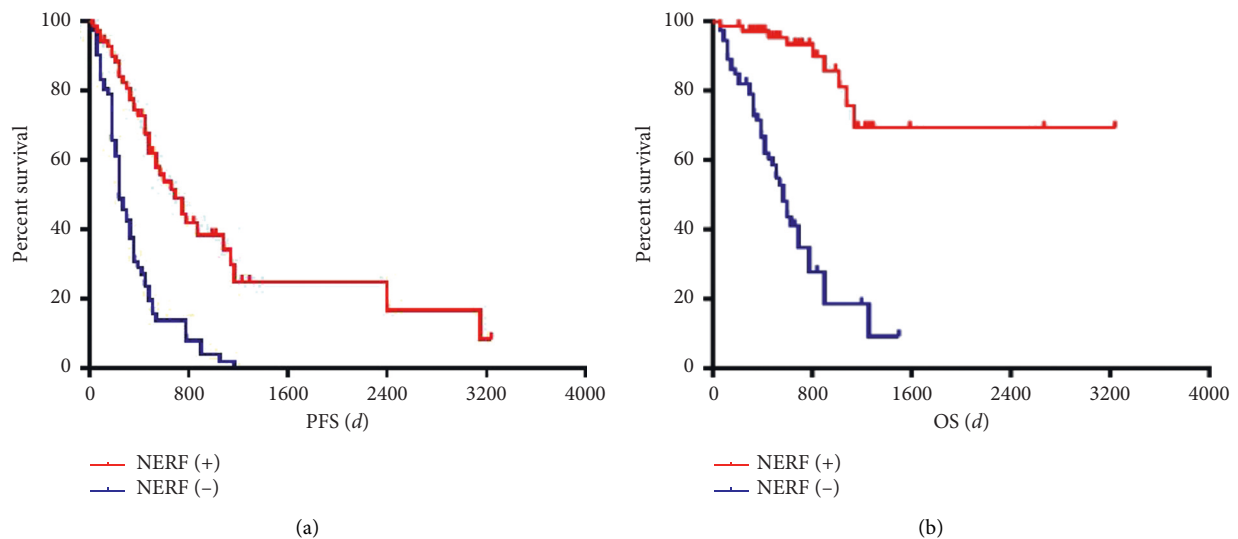 100
80
60
40
20
0
Percent survival
0 800 1600 2400 3200 4000
PFS (d)
NERF (+)
NERF (–)
(a)
100
80
60
40
20
0
Percent survival
0 800 1600 2400 3200 4000
OS (d)
NERF (+)
NERF (–)
(b)